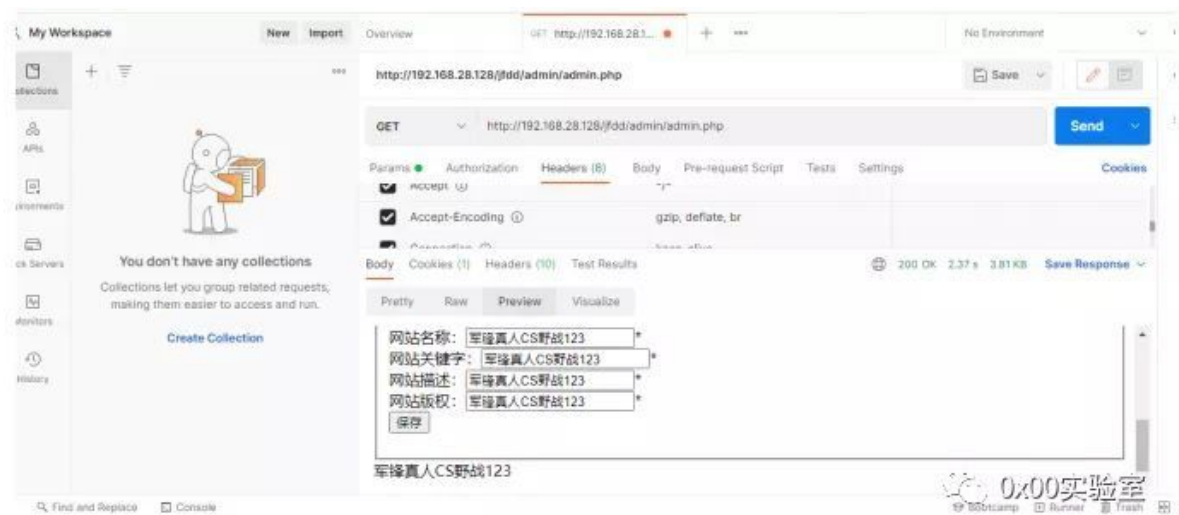 My Workspace
New Import
Overview
GET http://192.168.28.1...
No Environment
http://192.168.28.128/jfdd/admin/admin.php
Save
GET
http://192.168.28.128/jfdd/admin/admin.php
Send
Params Authorization Headers (8) Body Pre-request Script Tests Settings
Cookies
Accept
*/*
Accept-Encoding
gzip, deflate, br
Connection
keep-alive
APIs
Body Cookies (1) Headers (10) Test Results
200 OK 2.37 s 3.81 KB Save Response
Pretty Raw Preview Visualize
You don't have any collections
Collections let you group related requests,
making them easier to access and run.
Create Collection
History
网站名称: 军锋真人CS野战123 *
网站关键字: 军锋真人CS野战123 *
网站描述: 军锋真人CS野战123 *
网站版权: 军锋真人CS野战123 *
保存
军锋真人CS野战123
0x00实验室
Find and Replace Console
Bootcamp Runner Trash